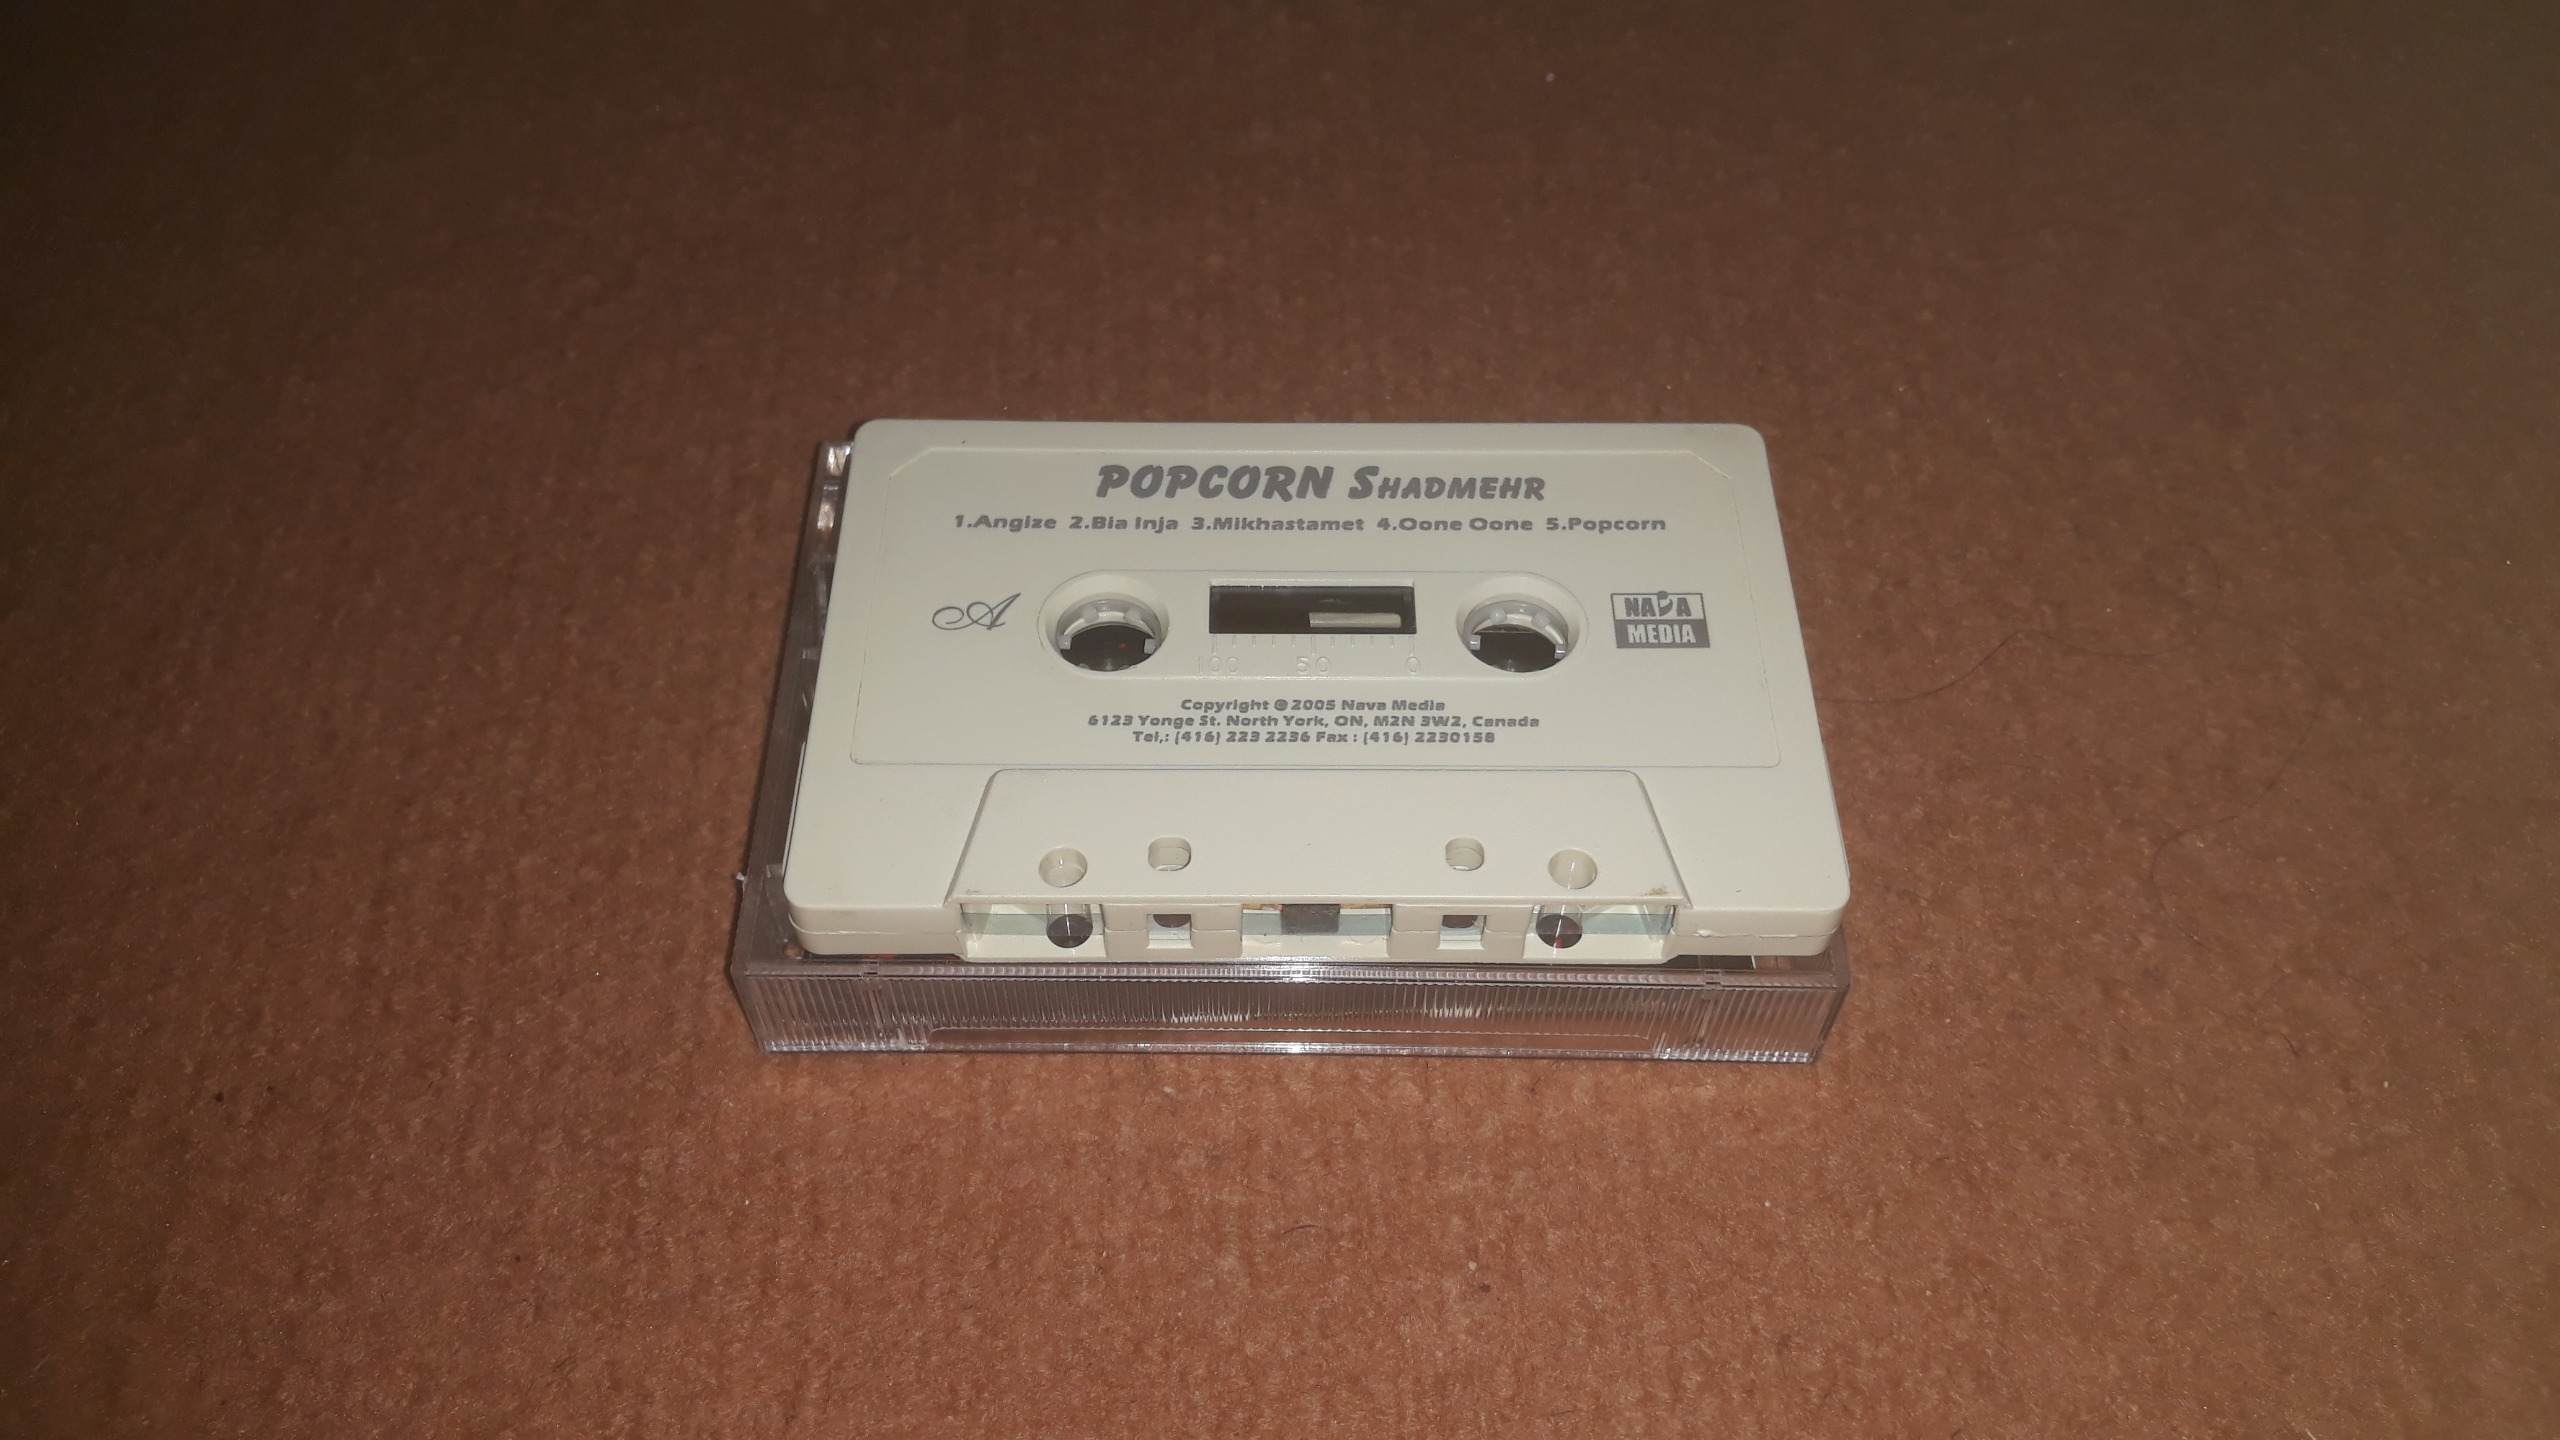 POPCORN SHADMEHR
1.Angize 2.Bia Inja 3.Mikhastamet 4.Oone Oone 5.Popcorn
A
NAVA
MEDIA
100 50 0
Copyright © 2005 Nava Media
6123 Yonge St. North York, ON, M2N 3W2, Canada
Tel,: (416) 223 2236 Fax : (416) 2230158